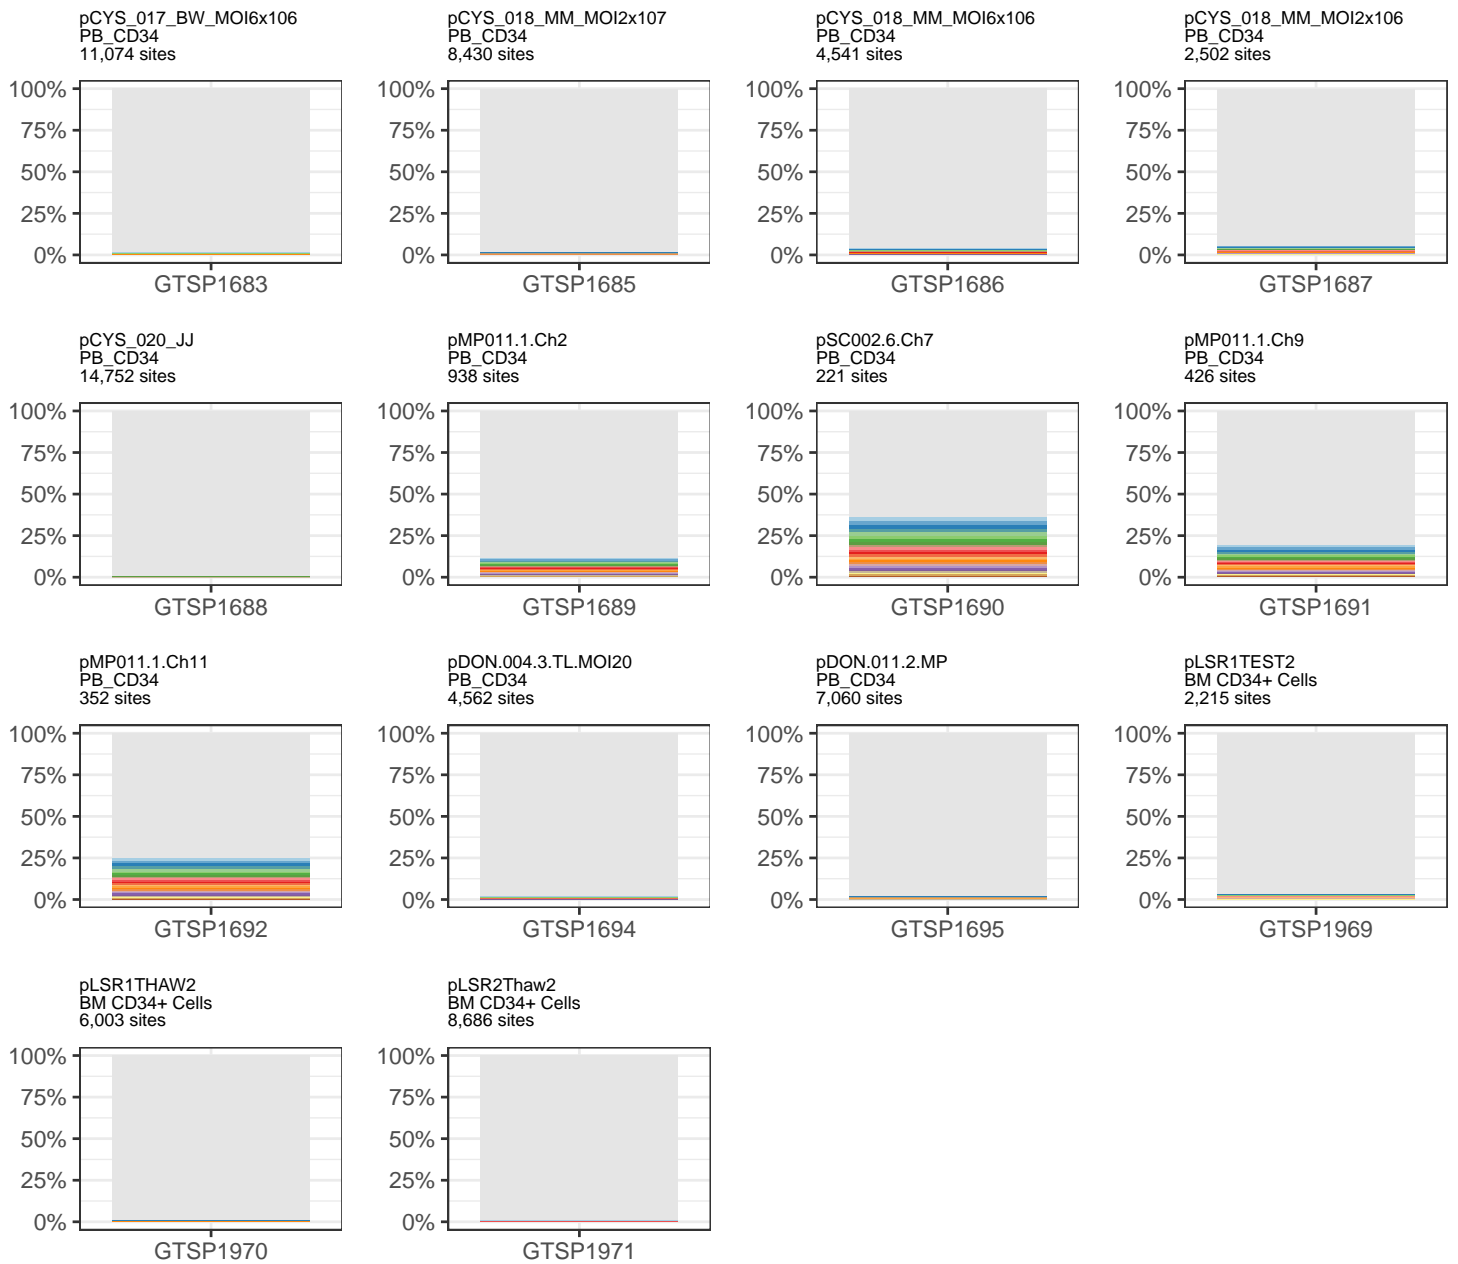 pCYS_017_BW_MOI6x106
PB_CD34
11,074 sites
100%
75%
50%
25%
0%
GTSP1683
pCYS_018_MM_MOI2x107
PB_CD34
8,430 sites
100%
75%
50%
25%
0%
GTSP1685
pCYS_018_MM_MOI6x106
PB_CD34
4,541 sites
100%
75%
50%
25%
0%
GTSP1686
pCYS_018_MM_MOI2x106
PB_CD34
2,502 sites
100%
75%
50%
25%
0%
GTSP1687
pCYS_020_JJ
PB_CD34
14,752 sites
100%
75%
50%
25%
0%
GTSP1688
pMP011.1.Ch2
PB_CD34
938 sites
100%
75%
50%
25%
0%
GTSP1689
pSC002.6.Ch7
PB_CD34
221 sites
100%
75%
50%
25%
0%
GTSP1690
pMP011.1.Ch9
PB_CD34
426 sites
100%
75%
50%
25%
0%
GTSP1691
pMP011.1.Ch11
PB_CD34
352 sites
100%
75%
50%
25%
0%
GTSP1692
pDON.004.3.TL.MOI20
PB_CD34
4,562 sites
100%
75%
50%
25%
0%
GTSP1694
pDON.011.2.MP
PB_CD34
7,060 sites
100%
75%
50%
25%
0%
GTSP1695
pLSR1TEST2
BM CD34+ Cells
2,215 sites
100%
75%
50%
25%
0%
GTSP1969
pLSR1THAW2
BM CD34+ Cells
6,003 sites
100%
75%
50%
25%
0%
GTSP1970
pLSR2Thaw2
BM CD34+ Cells
8,686 sites
100%
75%
50%
25%
0%
GTSP1971